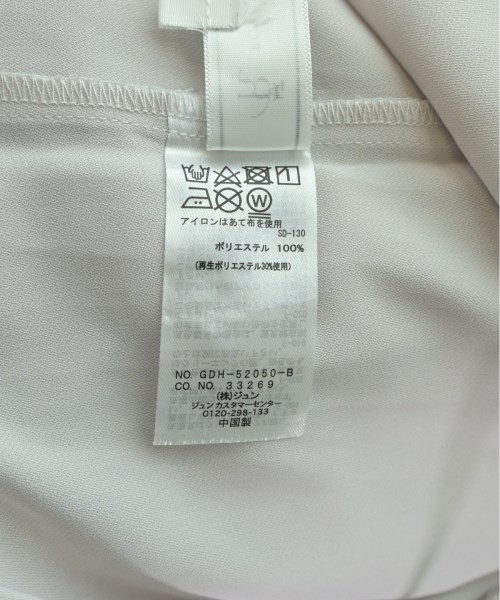 W
アイロンはあて布を使用
SD-130
ポリエステル 100%
(再生ポリエステル30%使用)
NO. GDH-52050-B
CO. NO. 33269
(株)ジュン
ジュンカスタマーセンター
0120-298-133
中国製